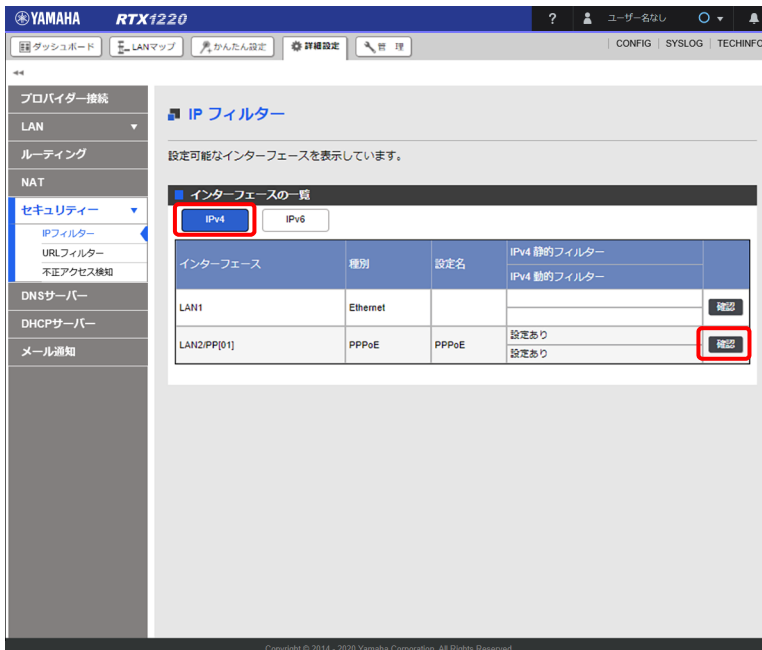 YAMAHA RTX1220 ? ユーザー名なし
ダッシュボード LANマップ かんたん設定 詳細設定 管 理 CONFIG SYSLOG TECHINFO
プロバイダー接続
LAN
ルーティング
NAT
セキュリティー
IPフィルター
URLフィルター
不正アクセス検知
DNSサーバー
DHCPサーバー
メール通知
IP フィルター
設定可能なインターフェースを表示しています。
インターフェースの一覧
IPv4 IPv6
インターフェース 種別 設定名 IPv4 静的フィルター
IPv4 動的フィルター
LAN1 Ethernet 確認
LAN2/PP[01] PPPoE PPPoE 設定あり 確認
設定あり
Copyright © 2014 - 2020 Yamaha Corporation. All Rights Reserved.